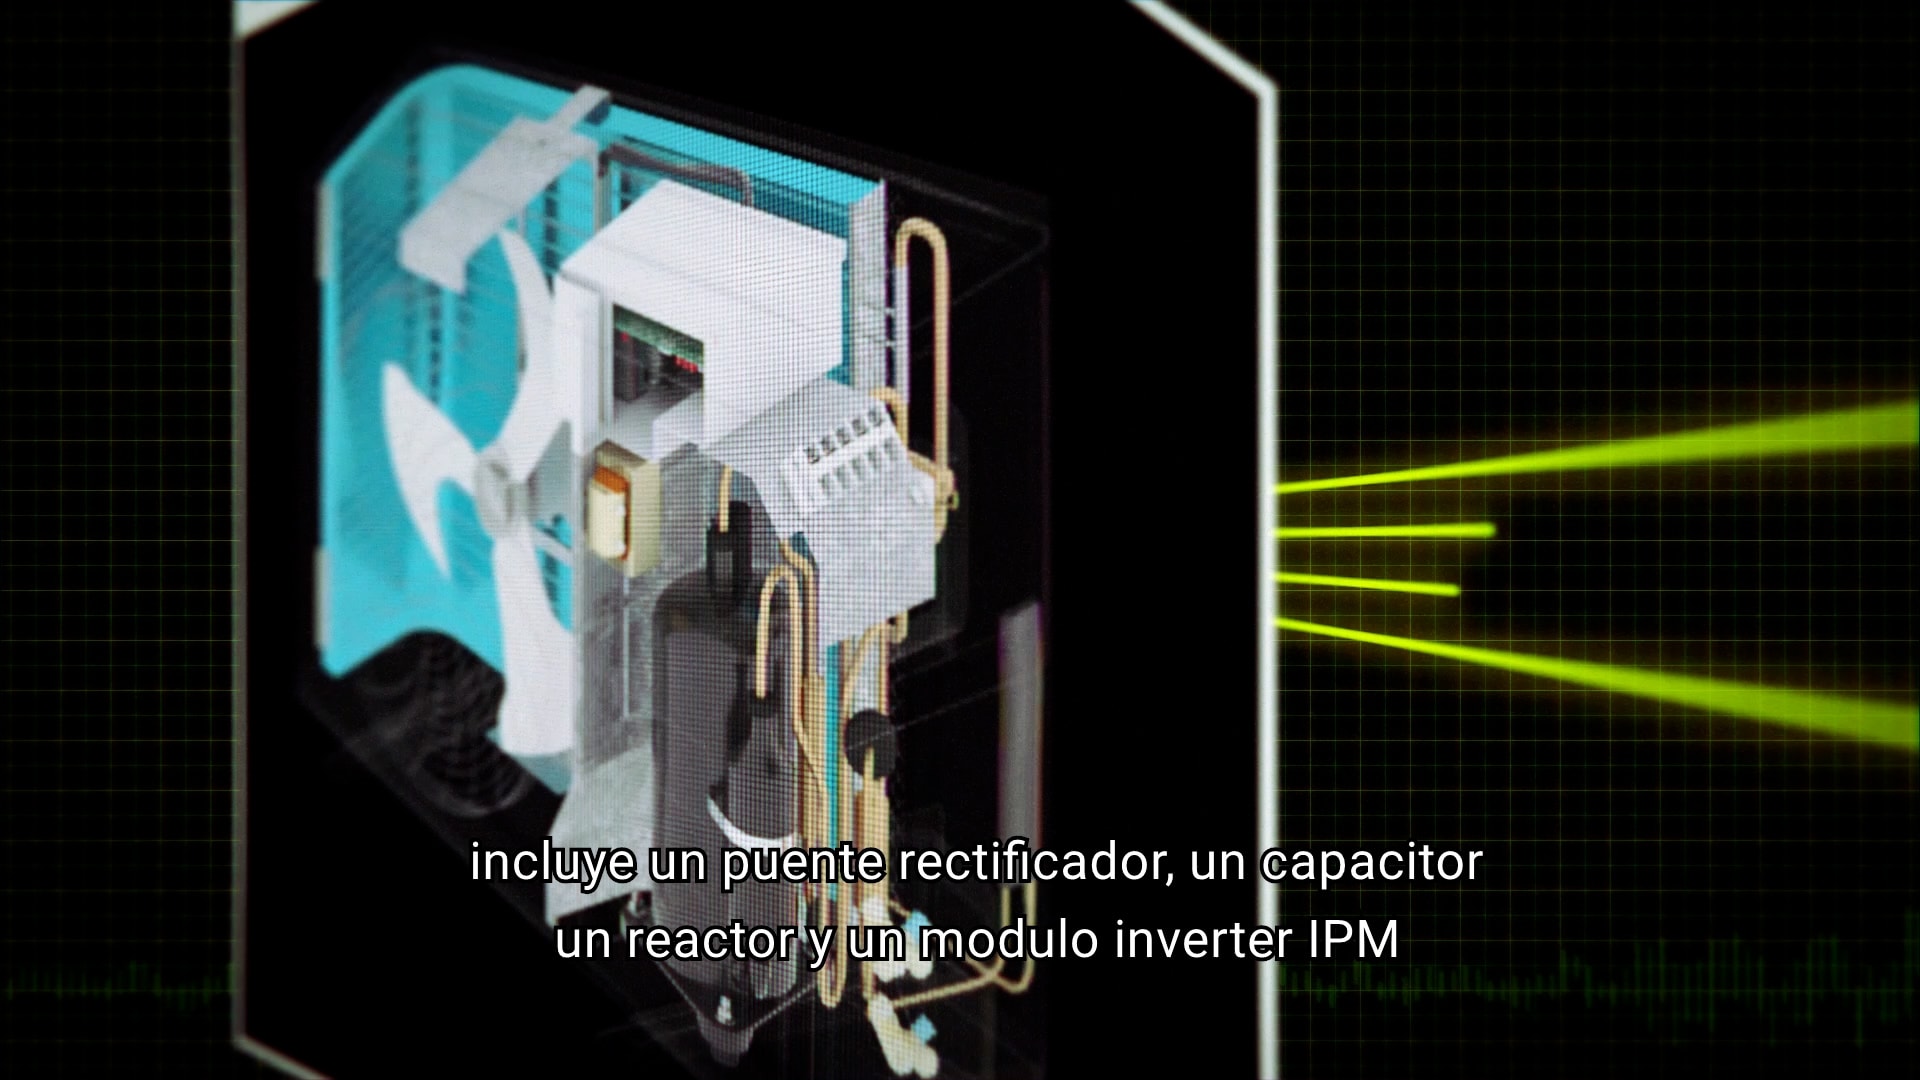 incluye un puente rectificador, un capacitor
un reactor y un modulo inverter IPM